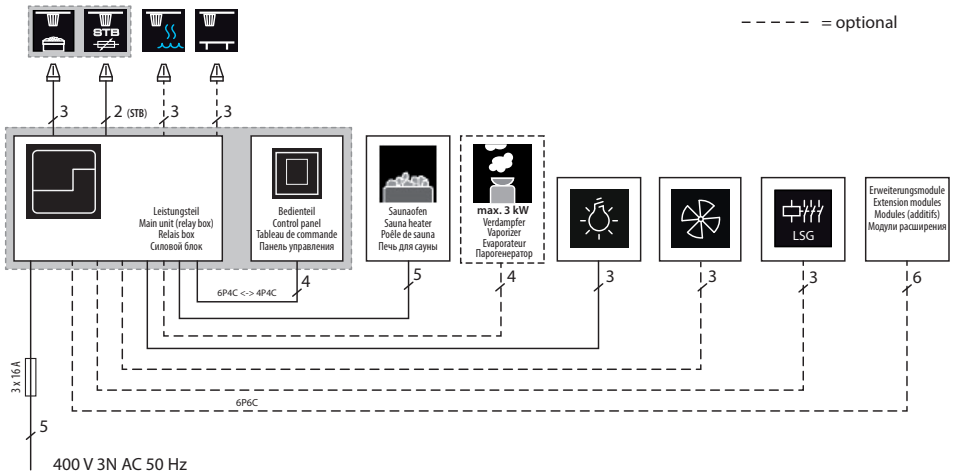 = optional
STB
3
2 (STB)
3
3
Leistungsteil
Main unit (relay box)
Relais box
Силовой блок
Bedienteil
Control panel
Tableau de commande
Панель управления
Saunaofen
Sauna heater
Poêle de sauna
Печь для сауны
max. 3 kW
Verdampfer
Vaporizer
Evaporateur
Парогенератор
LSG
Erweiterungsmodule
Extension modules
Modules (additifs)
Модули расширения
4
5
4
3
3
3
6
6P4C <-> 4P4C
3 x 16 A
6P6C
5
400 V 3N AC 50 Hz